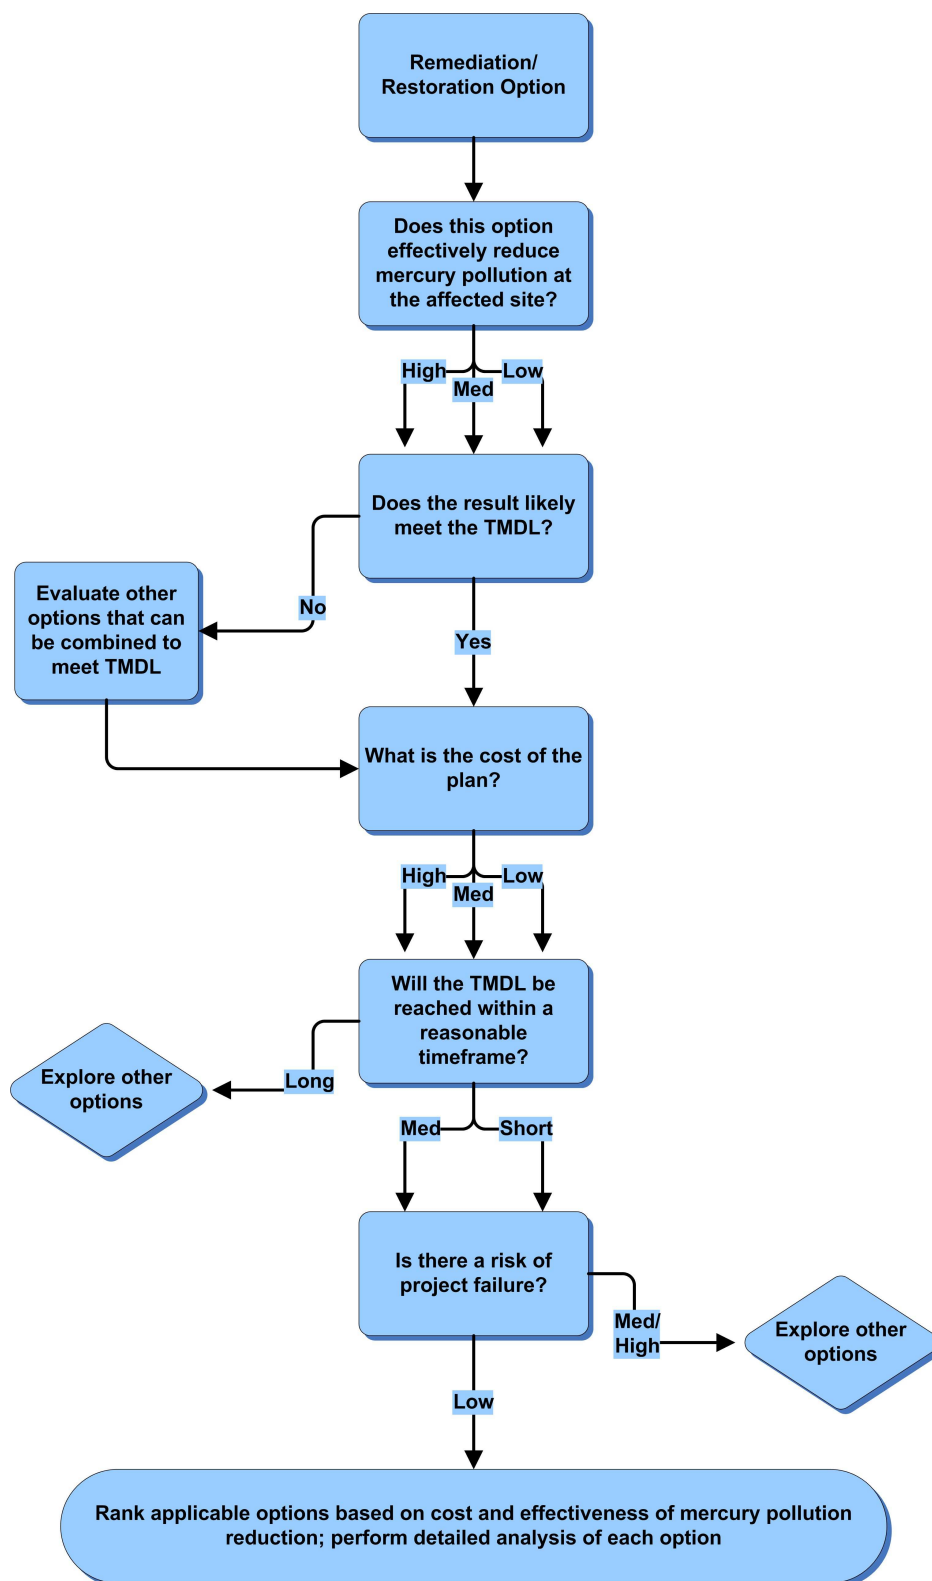 Remediation/
Restoration Option
Does this option
effectively reduce
mercury pollution at
the affected site?
High
Low
Med
Does the result likely
meet the TMDL?
No
Evaluate other
options that can
be combined to
meet TMDL
Yes
What is the cost of the
plan?
High
Low
Med
Will the TMDL be
reached within a
reasonable
timeframe?
Long
Explore other
options
Med
Short
Is there a risk of
project failure?
Med/
High
Explore other
options
Low
Rank applicable options based on cost and effectiveness of mercury pollution
reduction; perform detailed analysis of each option